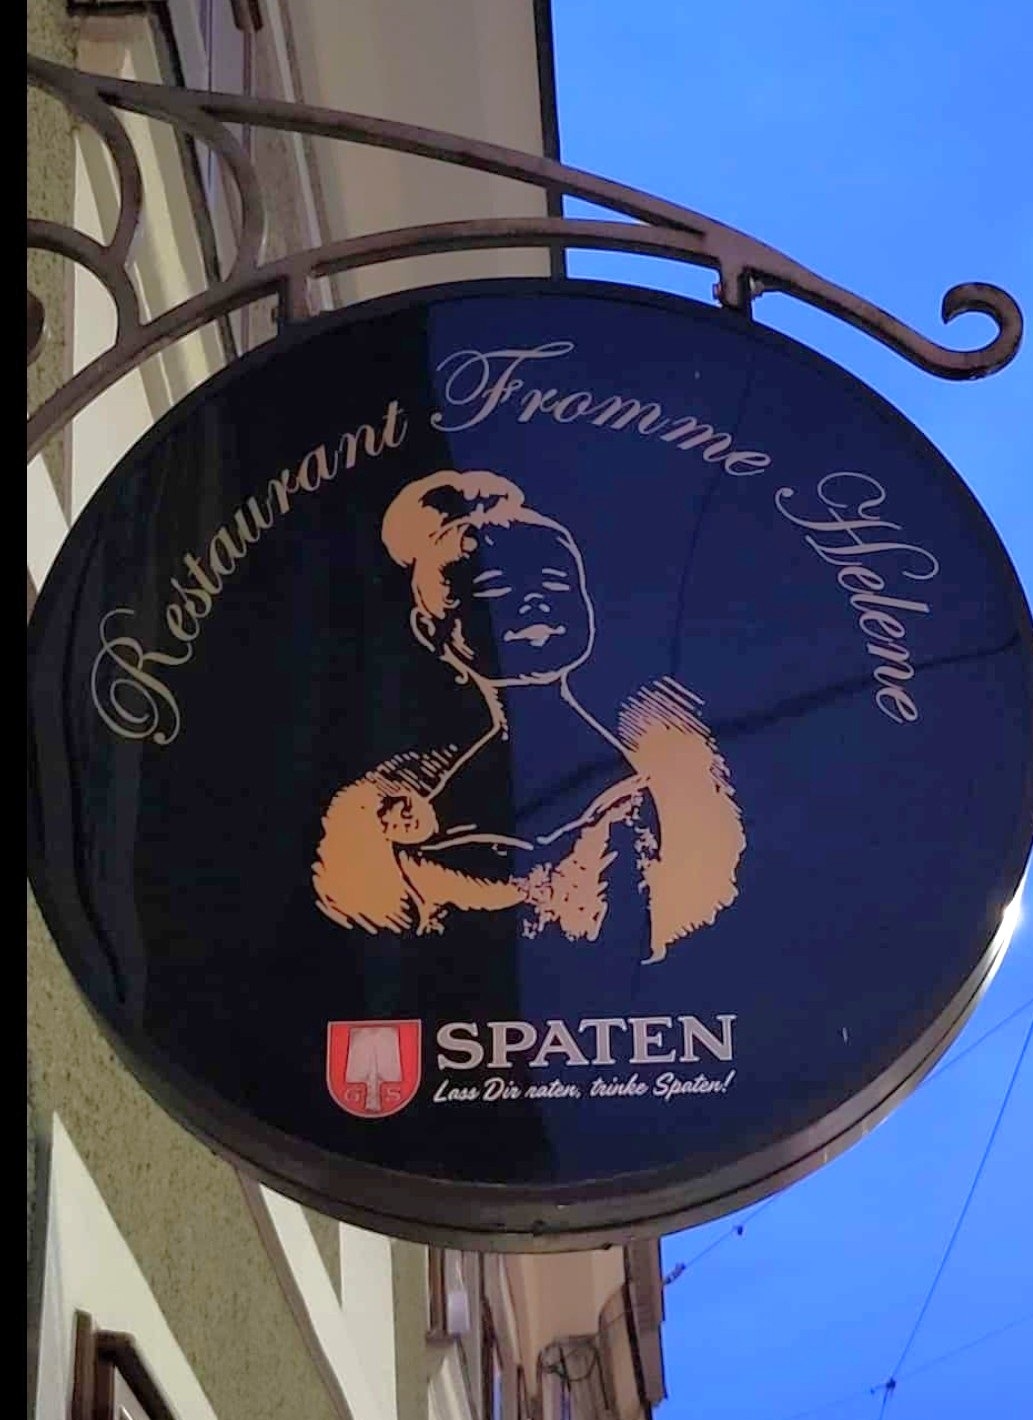 Restaurant Fromme Helene
G S
SPATEN
Lass Dir raten, trinke Spaten!